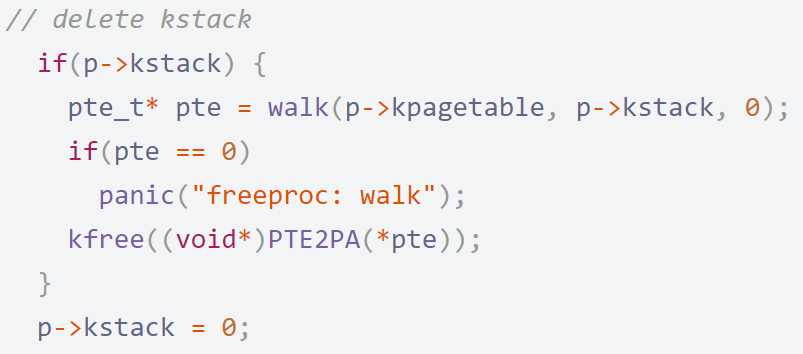 // delete kstack
  if(p->kstack) {
    pte_t* pte = walk(p->kpagetable, p->kstack, 0);
    if(pte == 0)
      panic("freeproc: walk");
    kfree((void*)PTE2PA(*pte));
  }
  p->kstack = 0;